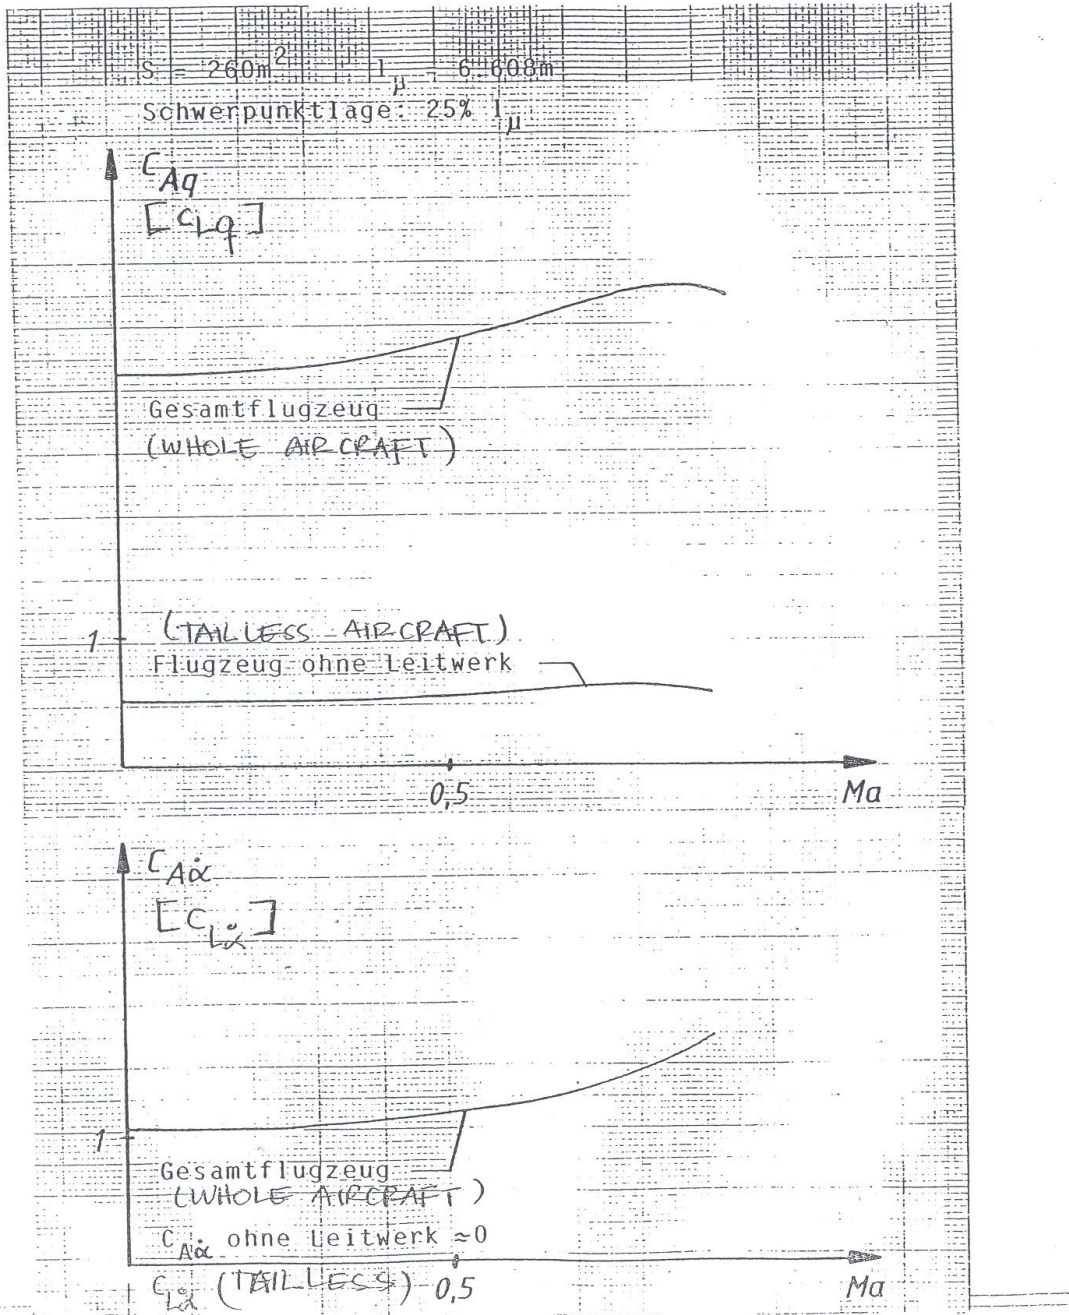 S = 260m² l_μ = 6.608m
Schwerpunktlage: 25% l_μ
C_Aq
[C_Lq]
Gesamtflugzeug
(WHOLE AIRCRAFT)
1
(TAILLESS AIRCRAFT)
Flugzeug ohne Leitwerk
0,5 Ma
C_Aα̇
[C_Lα̇]
1
Gesamtflugzeug
(WHOLE AIRCRAFT)
C_Aα̇ ohne Leitwerk ≈0
C_Lα̇ (TAILLESS) 0,5 Ma